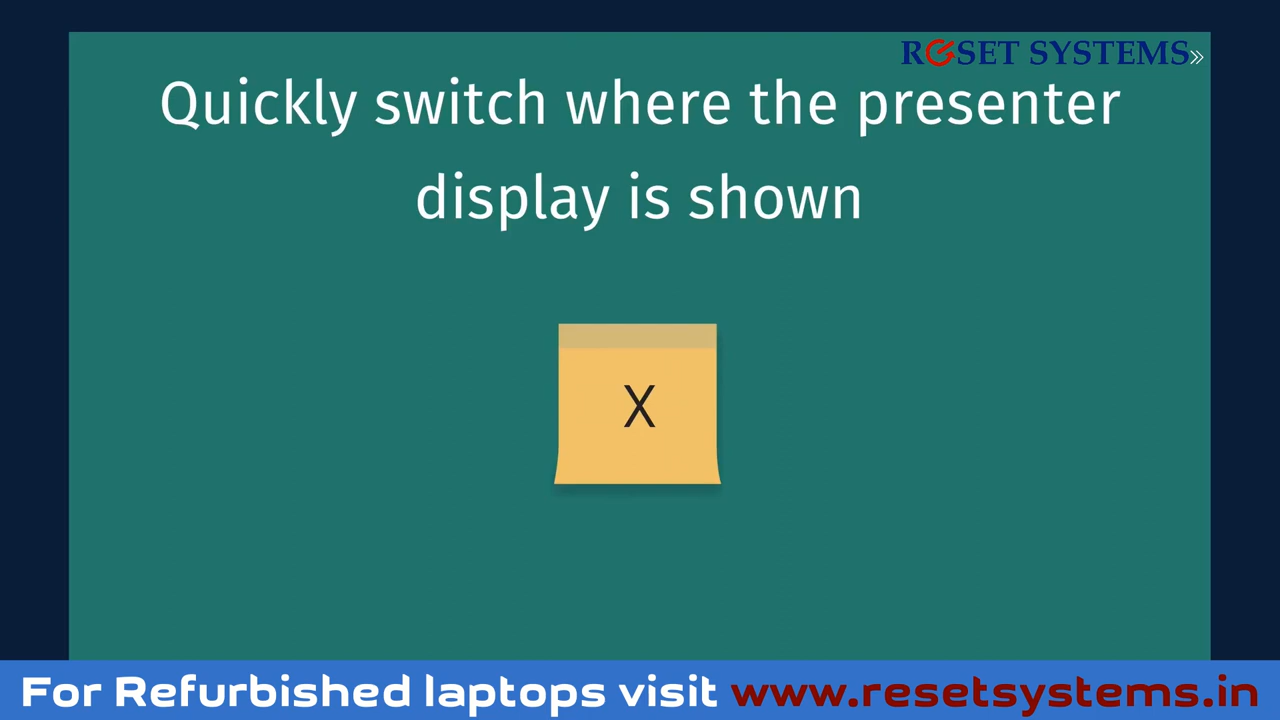 RESET SYSTEMS»
Quickly switch where the presenter
display is shown
X
For Refurbished laptops visit www.resetsystems.in